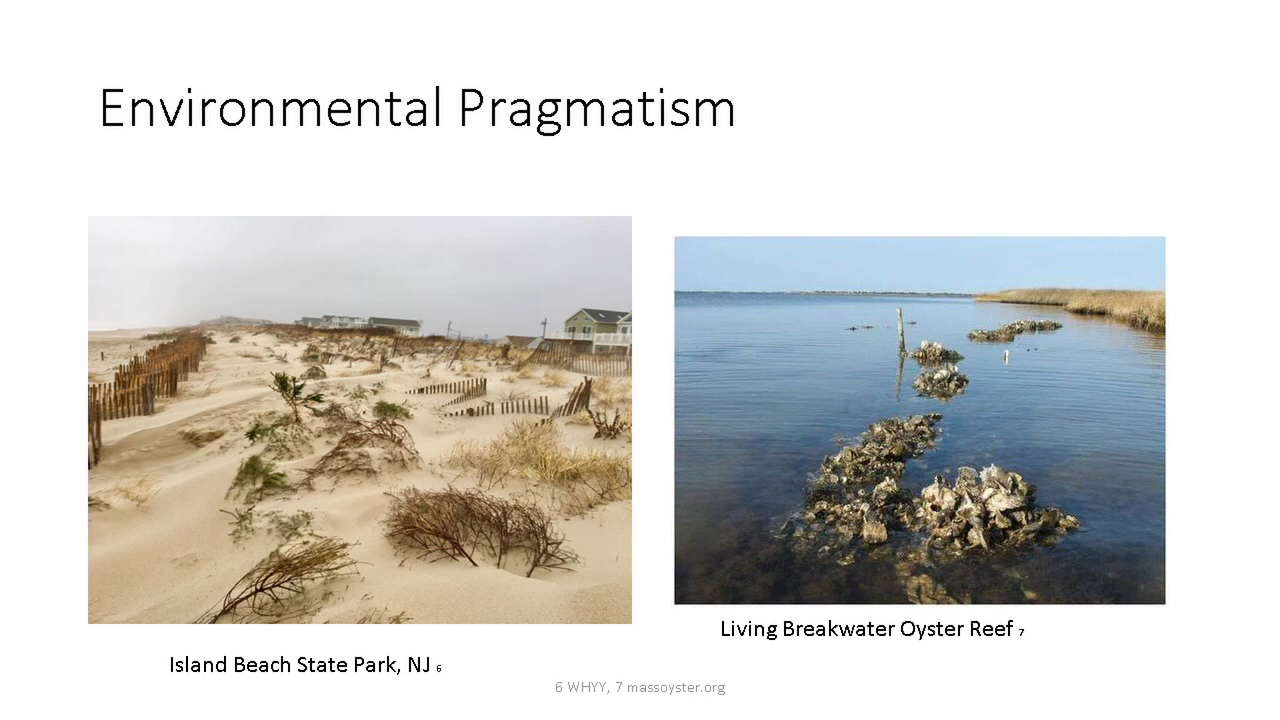 Environmental Pragmatism
Living Breakwater Oyster Reef 7
Island Beach State Park, NJ 6
6 WHYY, 7 massoyster.org